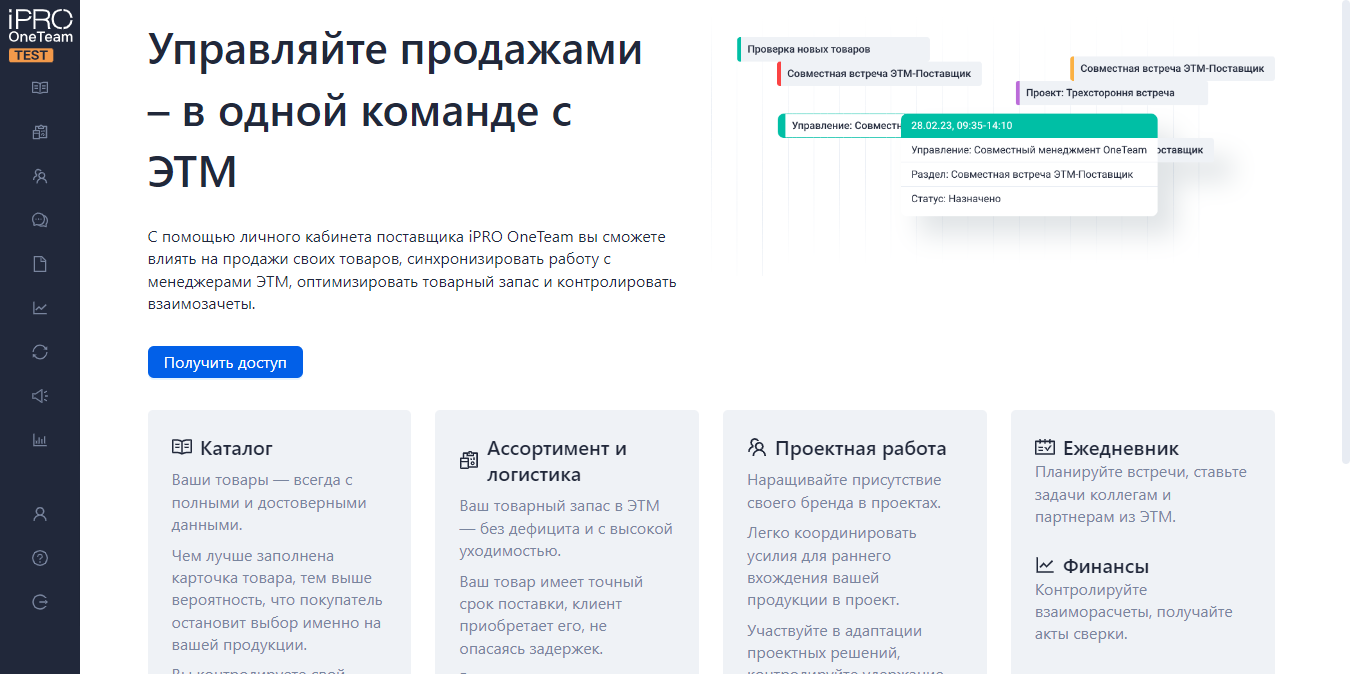 iPRO
OneTeam
TEST
Управляйте продажами
– в одной команде с
ЭТМ
С помощью личного кабинета поставщика iPRO OneTeam вы сможете
влиять на продажи своих товаров, синхронизировать работу с
менеджерами ЭТМ, оптимизировать товарный запас и контролировать
взаимозачеты.
Получить доступ
Проверка новых товаров
Совместная встреча ЭТМ-Поставщик
Совместная встреча ЭТМ-Поставщик
Проект: Трехстороння встреча
Управление: Совместн
28.02.23, 09:35-14:10
Управление: Совместный менеджмент OneTeam
оставщик
Раздел: Совместная встреча ЭТМ-Поставщик
Статус: Назначено
Каталог
Ваши товары — всегда с
полными и достоверными
данными.
Чем лучше заполнена
карточка товара, тем выше
вероятность, что покупатель
остановит выбор именно на
вашей продукции.
Вы контролируете свой
Ассортимент и
логистика
Ваш товарный запас в ЭТМ
— без дефицита и с высокой
уходимостью.
Ваш товар имеет точный
срок поставки, клиент
приобретает его, не
опасаясь задержек.
Проектная работа
Наращивайте присутствие
своего бренда в проектах.
Легко координировать
усилия для раннего
вхождения вашей
продукции в проект.
Участвуйте в адаптации
проектных решений,
контролируйте удержание
Ежедневник
Планируйте встречи, ставьте
задачи коллегам и
партнерам из ЭТМ.
Финансы
Контролируйте
взаиморасчеты, получайте
акты сверки.